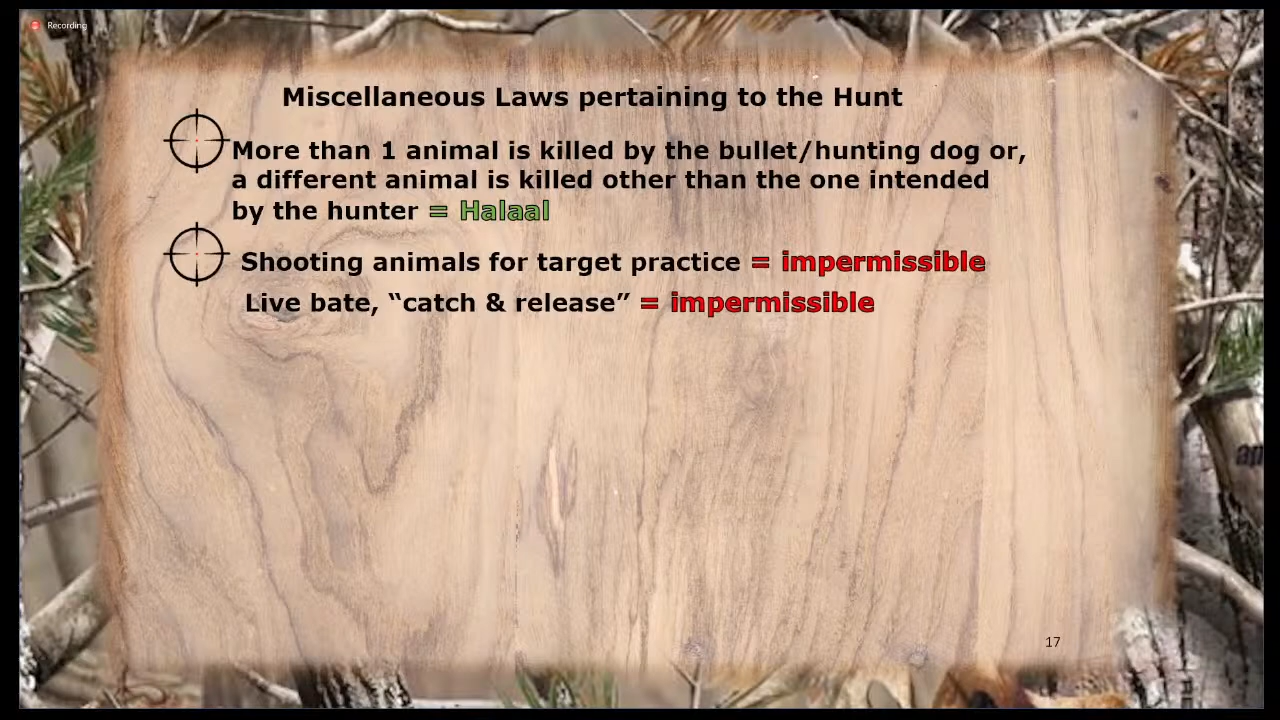 Recording
Miscellaneous Laws pertaining to the Hunt
More than 1 animal is killed by the bullet/hunting dog or,
a different animal is killed other than the one intended
by the hunter = Halaal
Shooting animals for target practice = impermissible
Live bate, “catch & release” = impermissible
17